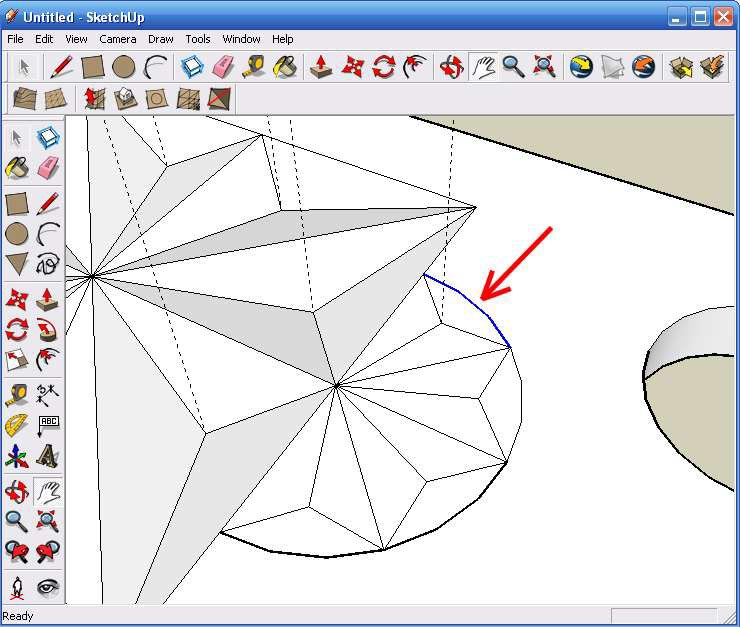 Untitled - SketchUp
File Edit View Camera Draw Tools Window Help
ABC
A
Ready